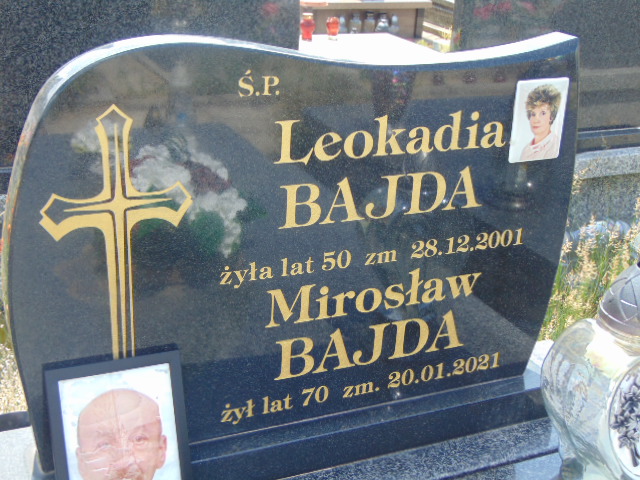 Ś.P.
Leokadia
BAJDA
żyła lat 50 zm 28.12.2001
Mirosław
BAJDA
żył lat 70 zm. 20.01.2021